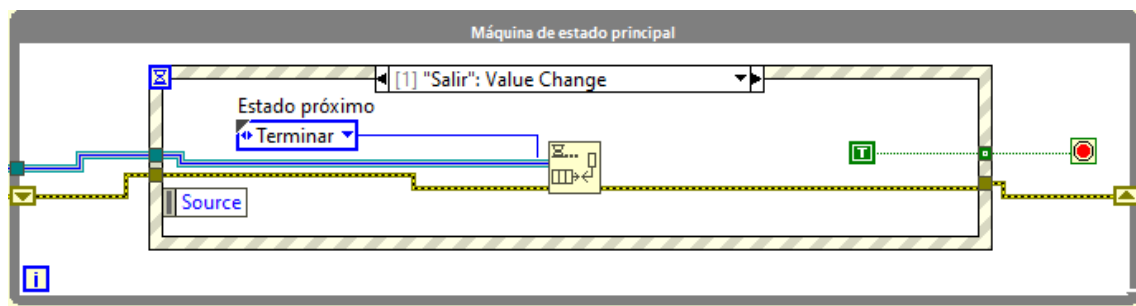 Máquina de estado principal
[1] "Salir": Value Change
Estado próximo
Terminar
T
Source
i